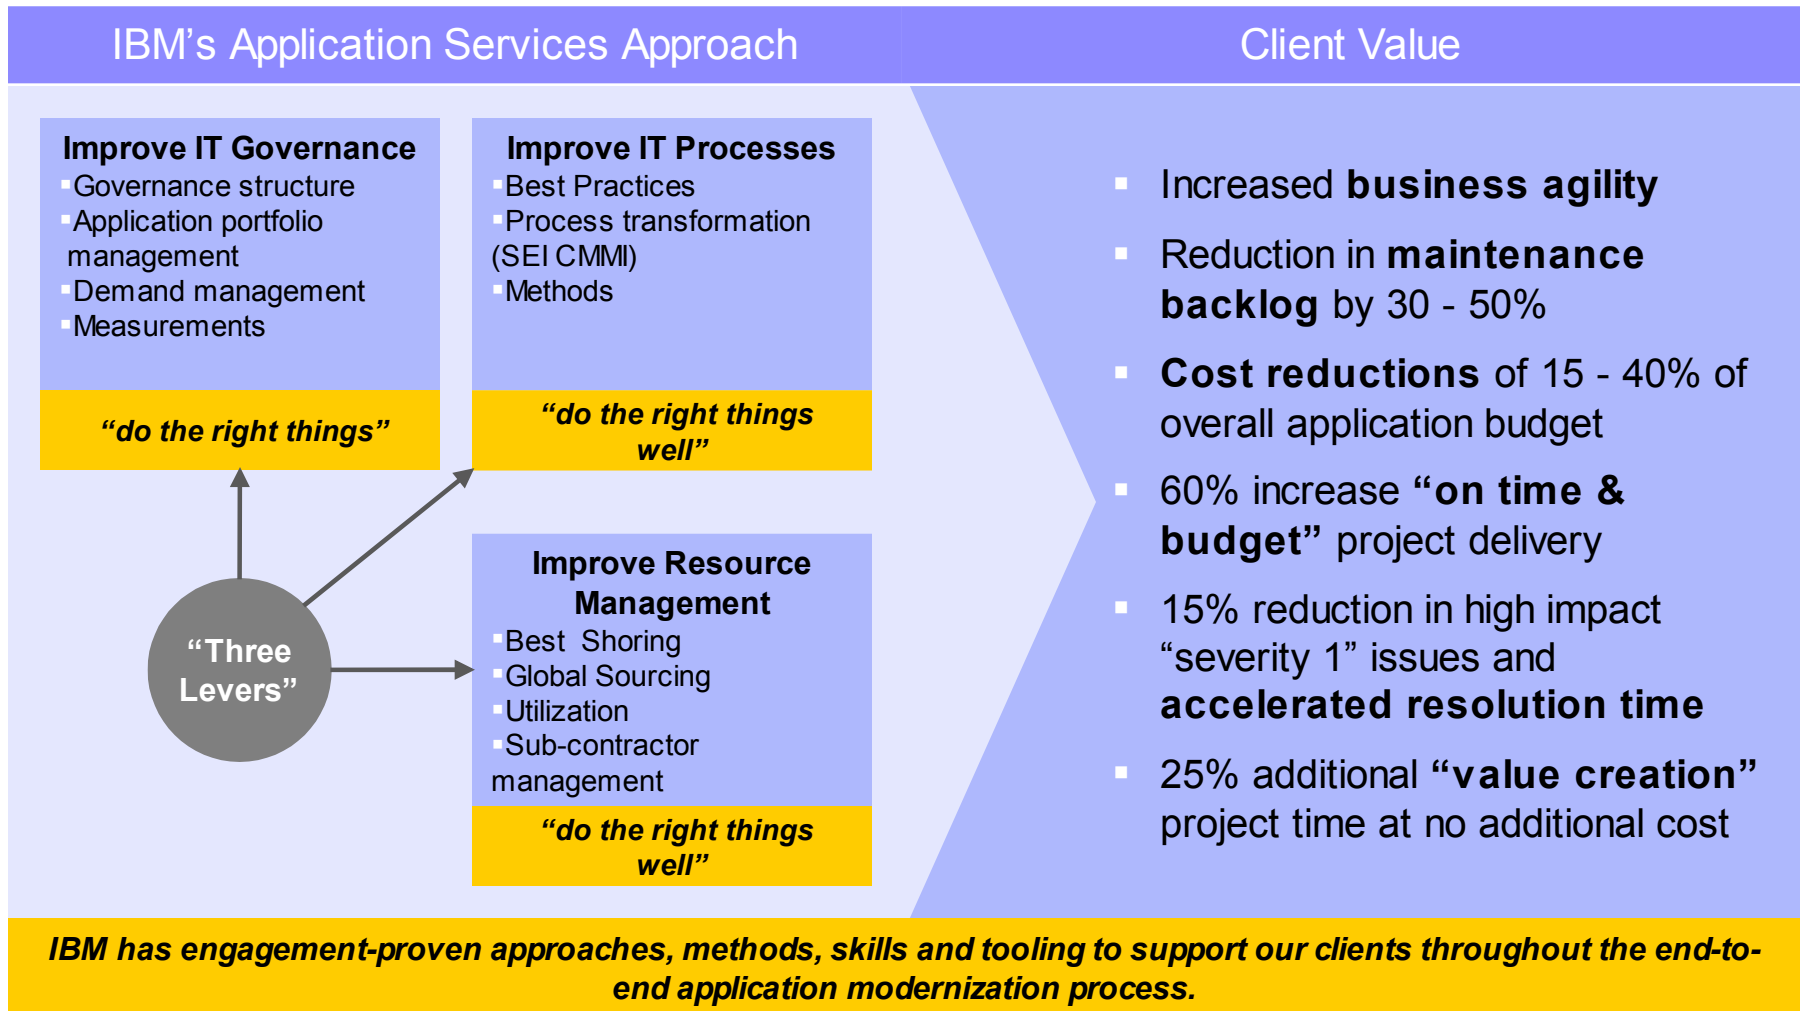 IBM’s Application Services Approach
Client Value
Improve IT Governance
▪Governance structure
▪Application portfolio
management
▪Demand management
▪Measurements
“do the right things”
Improve IT Processes
▪Best Practices
▪Process transformation
(SEI CMMI)
▪Methods
“do the right things
well”
“Three
Levers”
Improve Resource
Management
▪Best Shoring
▪Global Sourcing
▪Utilization
▪Sub-contractor
management
“do the right things
well”
▪ Increased business agility
▪ Reduction in maintenance
backlog by 30 - 50%
▪ Cost reductions of 15 - 40% of
overall application budget
▪ 60% increase “on time &
budget” project delivery
▪ 15% reduction in high impact
“severity 1” issues and
accelerated resolution time
▪ 25% additional “value creation”
project time at no additional cost
IBM has engagement-proven approaches, methods, skills and tooling to support our clients throughout the end-to-
end application modernization process.